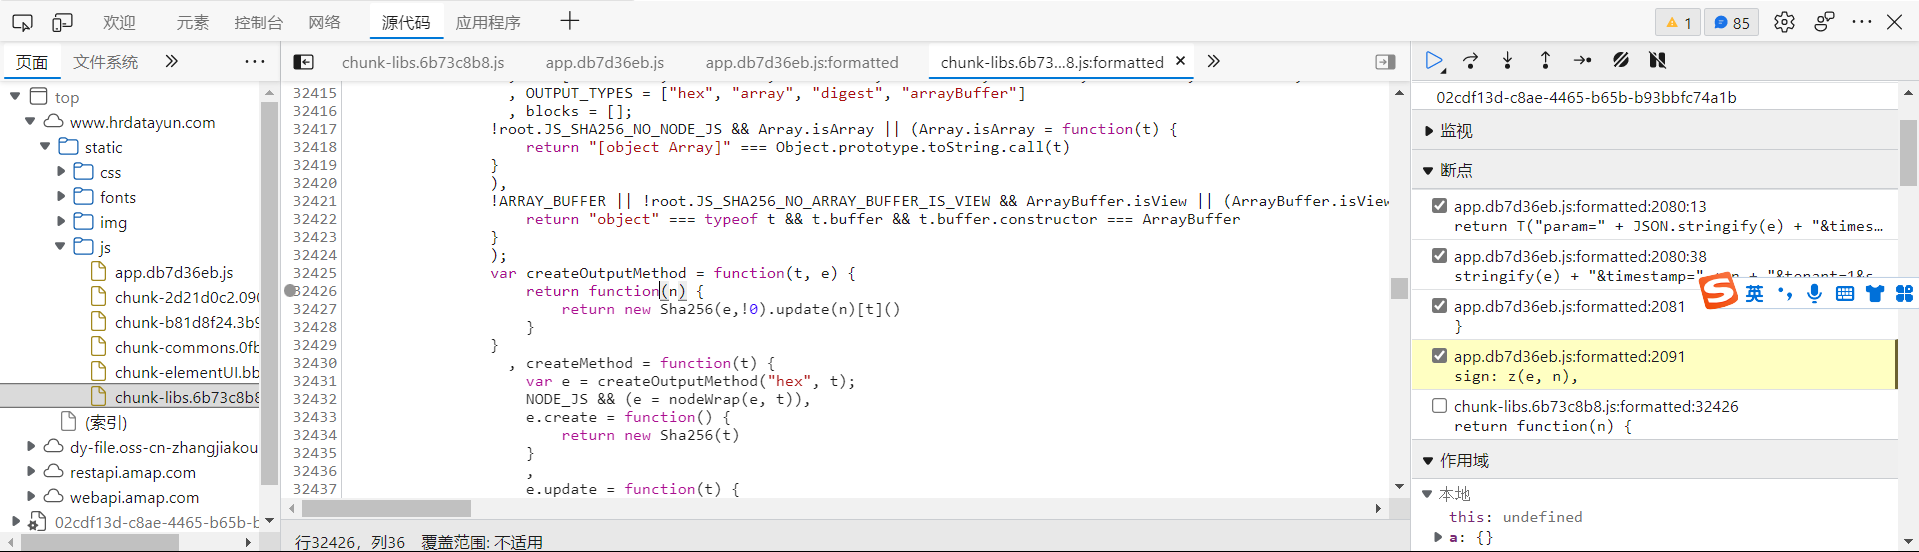 欢迎 元素 控制台 网络 源代码 应用程序 1 85
页面 文件系统
top
www.hrdatayun.com
static
css
fonts
img
js
app.db7d36eb.js
chunk-2d21d0c2.09
chunk-b81d8f24.3b9
chunk-commons.0fb
chunk-elementUI.bb
chunk-libs.6b73c8b8
(索引)
dy-file.oss-cn-zhangjiakou
restapi.amap.com
webapi.amap.com
02cdf13d-c8ae-4465-b65b-b
chunk-libs.6b73c8b8.js app.db7d36eb.js app.db7d36eb.js:formatted chunk-libs.6b73...8.js:formatted
32415 , OUTPUT_TYPES = ["hex", "array", "digest", "arrayBuffer"]
32416 , blocks = [];
32417 !root.JS_SHA256_NO_NODE_JS && Array.isArray || (Array.isArray = function(t) {
32418 return "[object Array]" === Object.prototype.toString.call(t)
32419 }
32420 ),
32421 !ARRAY_BUFFER || !root.JS_SHA256_NO_ARRAY_BUFFER_IS_VIEW && ArrayBuffer.isView || (ArrayBuffer.isView
32422 return "object" === typeof t && t.buffer && t.buffer.constructor === ArrayBuffer
32423 }
32424 );
32425 var createOutputMethod = function(t, e) {
32426 return function(n) {
32427 return new Sha256(e,!0).update(n)[t]()
32428 }
32429 }
32430 , createMethod = function(t) {
32431 var e = createOutputMethod("hex", t);
32432 NODE_JS && (e = nodeWrap(e, t)),
32433 e.create = function() {
32434 return new Sha256(t)
32435 }
32436 ,
32437 e.update = function(t) {
行32426，列36 覆盖范围: 不适用
02cdf13d-c8ae-4465-b65b-b93bbfc74a1b
监视
断点
app.db7d36eb.js:formatted:2080:13
return T("param=" + JSON.stringify(e) + "&times…
app.db7d36eb.js:formatted:2080:38
stringify(e) + "&timestamp=" + n + "&tenant=1&s
app.db7d36eb.js:formatted:2081
}
app.db7d36eb.js:formatted:2091
sign: z(e, n),
chunk-libs.6b73c8b8.js:formatted:32426
return function(n) {
作用域
本地
this: undefined
a: {}
英